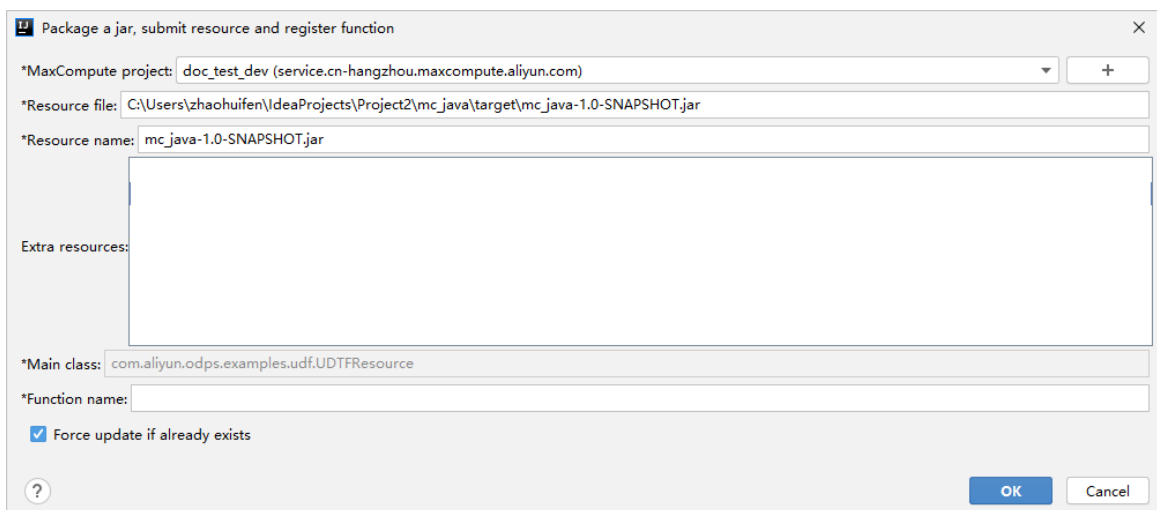 Package a jar, submit resource and register function
*MaxCompute project: doc_test_dev (service.cn-hangzhou.maxcompute.aliyun.com)
*Resource file: C:\Users\zhaohuifen\IdeaProjects\Project2\mc_java\target\mc_java-1.0-SNAPSHOT.jar
*Resource name: mc_java-1.0-SNAPSHOT.jar
Extra resources:
*Main class: com.aliyun.odps.examples.udf.UDTFResource
*Function name:
Force update if already exists
? OK Cancel